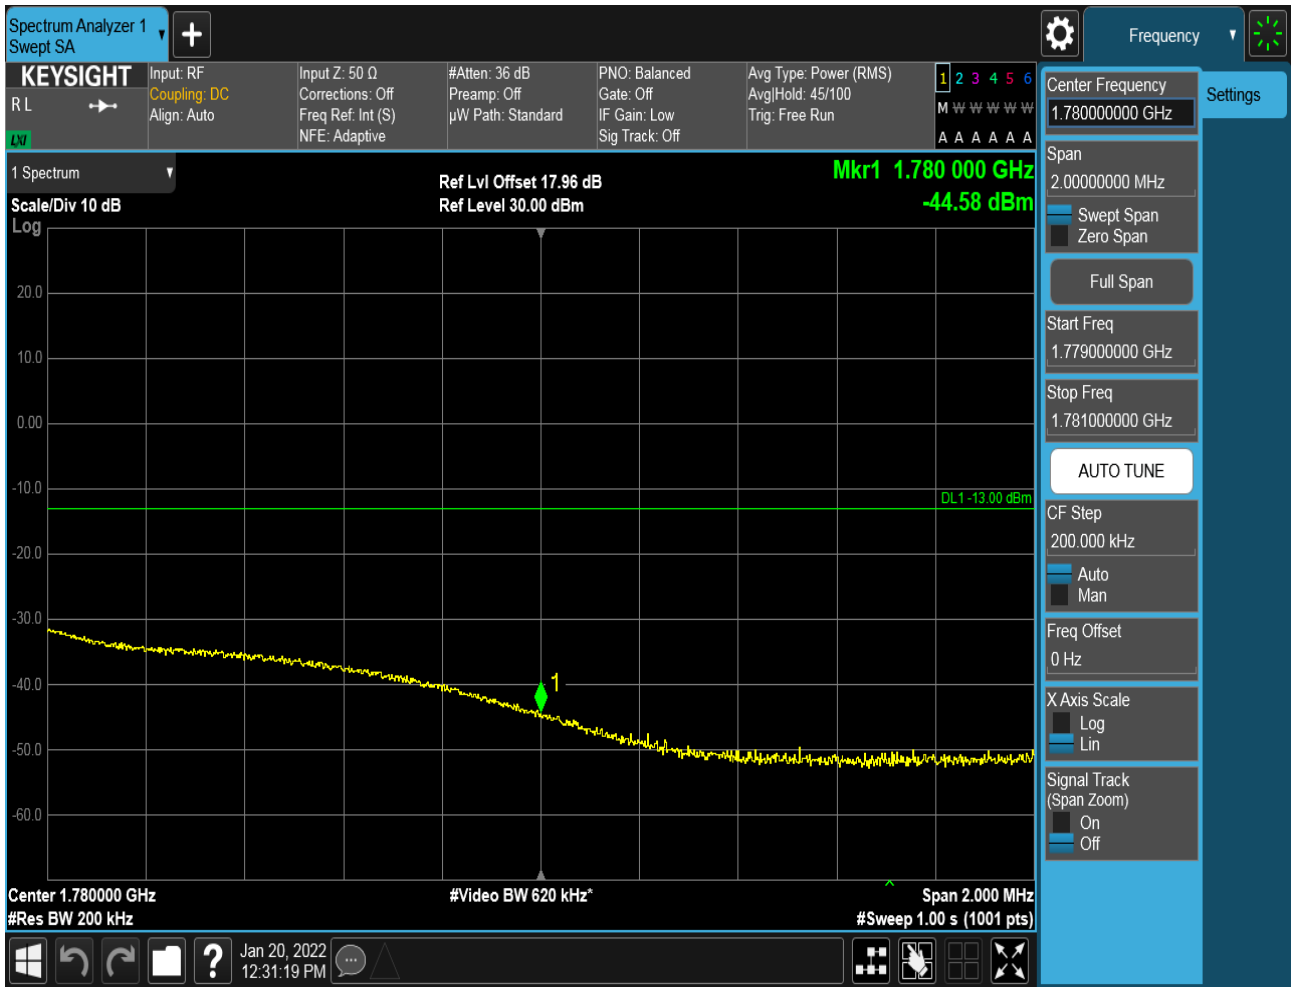 Spectrum Analyzer 1
Swept SA
Frequency
KEYSIGHT
R L
LXI
Input: RF
Coupling: DC
Align: Auto
Input Z: 50 Ω
Corrections: Off
Freq Ref: Int (S)
NFE: Adaptive
#Atten: 36 dB
Preamp: Off
µW Path: Standard
PNO: Balanced
Gate: Off
IF Gain: Low
Sig Track: Off
Avg Type: Power (RMS)
Avg|Hold: 45/100
Trig: Free Run
1 2 3 4 5 6
M W W W W W
A A A A A A
1 Spectrum
Scale/Div 10 dB
Log
Ref Lvl Offset 17.96 dB
Ref Level 30.00 dBm
Mkr1 1.780 000 GHz
-44.58 dBm
20.0
10.0
0.00
-10.0
-20.0
-30.0
-40.0
-50.0
-60.0
DL1 -13.00 dBm
1
Center 1.780000 GHz
#Res BW 200 kHz
#Video BW 620 kHz*
Span 2.000 MHz
#Sweep 1.00 s (1001 pts)
Jan 20, 2022
12:31:19 PM
?
Center Frequency
1.780000000 GHz
Settings
Span
2.00000000 MHz
Swept Span
Zero Span
Full Span
Start Freq
1.779000000 GHz
Stop Freq
1.781000000 GHz
AUTO TUNE
CF Step
200.000 kHz
Auto
Man
Freq Offset
0 Hz
X Axis Scale
Log
Lin
Signal Track
(Span Zoom)
On
Off